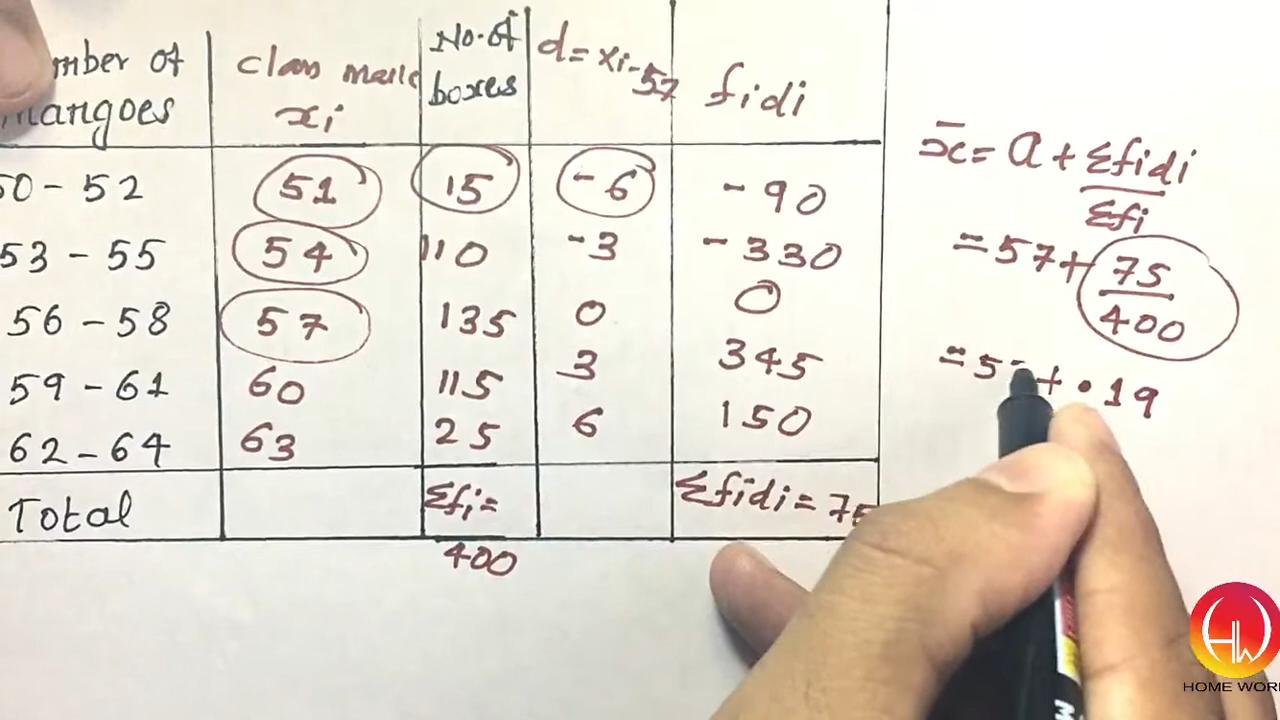 mber of class mark No. of d = xi - 57 fidi
mangoes xi boxes
50 - 52 51 15 -6 -90
53 - 55 54 110 -3 -330
56 - 58 57 135 0 0
59 - 61 60 115 3 345
62 - 64 63 25 6 150
Total Σfi = 400 Σfidi = 75
x̄ = a + Σfidi / Σfi
= 57 + 75 / 400
= 57 + .19
HW
HOME WOR